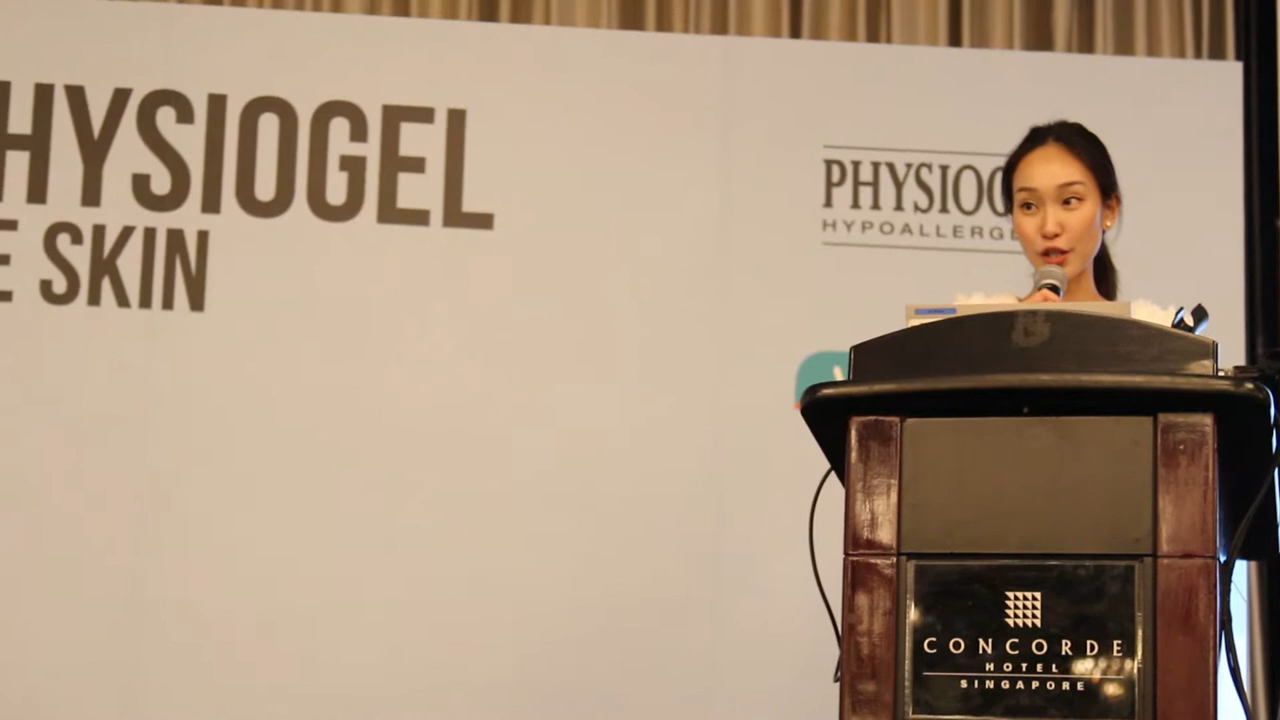 HYSIOGEL
E SKIN
PHYSIOG
HYPOALLERGE
CONCORDE
HOTEL
SINGAPORE